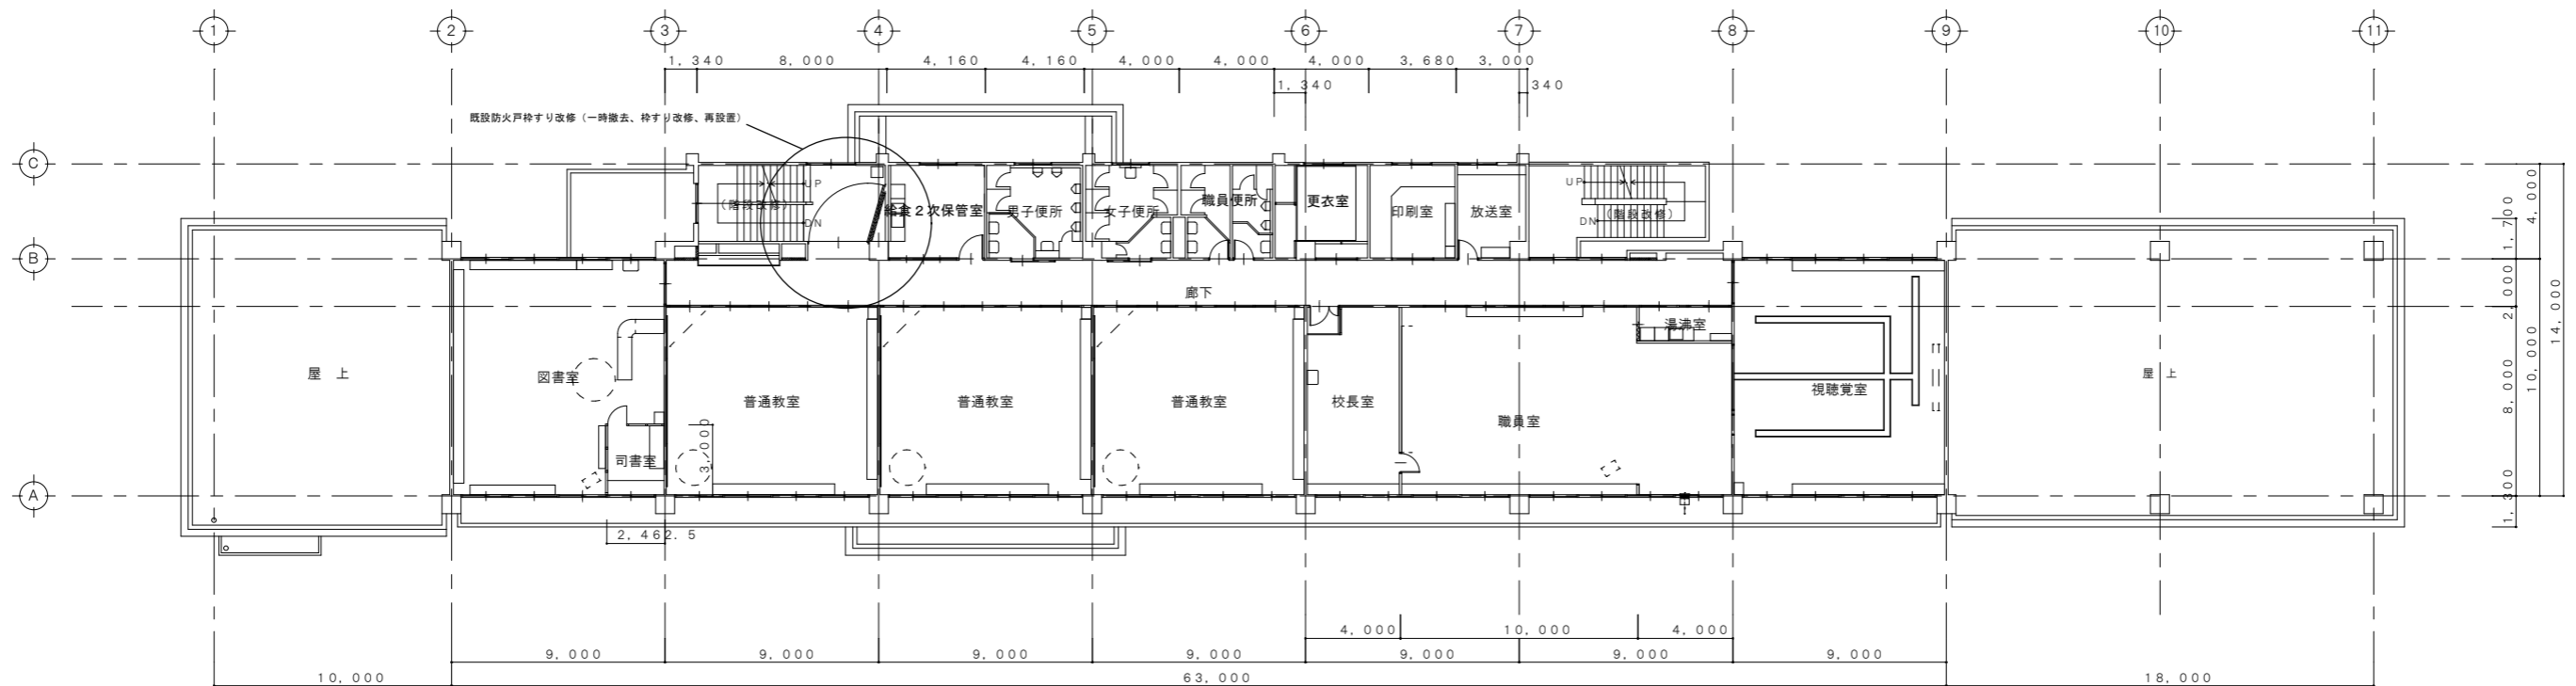 1 2 3 4 5 6 7 8 9 10 11
1,340 8,000 4,160 4,160 4,000 4,000 4,000 3,680 3,000
1,340 340
既設防火戸枠すり改修（一時撤去、枠すり改修、再設置）
C
UP
(階段改修)
DN
給食２次保管室
男子便所
女子便所
職員便所
更衣室
印刷室
放送室
UP
DN
(階段改修)
4,000
1,700
B
廊下
2,000
14,000
10,000
8,000
屋 上
図書室
司書室
普通教室
普通教室
普通教室
校長室
職員室
湯沸室
視聴覚室
屋 上
3,000
A
1,300
2,462.5
4,000 10,000 4,000
9,000 9,000 9,000 9,000 9,000 9,000 9,000
10,000 63,000 18,000